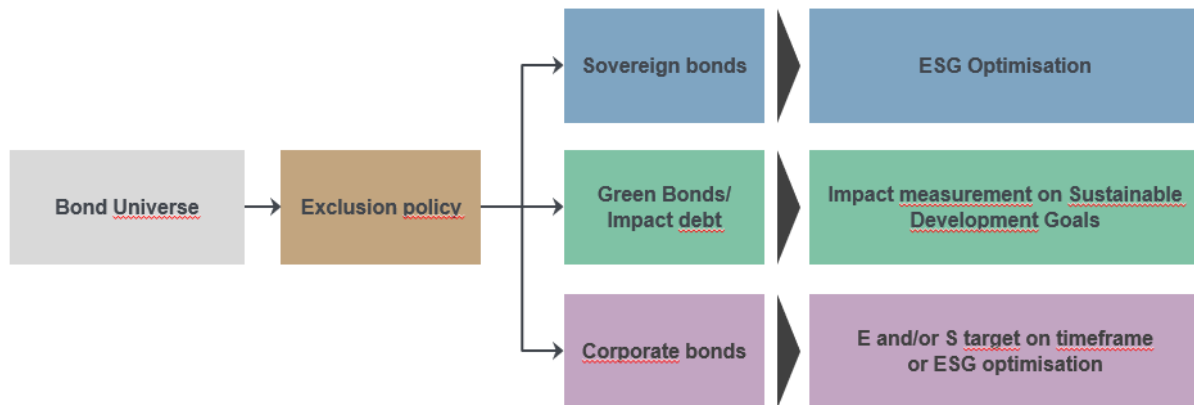 Sovereign bonds
ESG Optimisation
Bond Universe
Exclusion policy
Green Bonds/
Impact debt
Impact measurement on Sustainable
Development Goals
Corporate bonds
E and/or S target on timeframe
or ESG optimisation